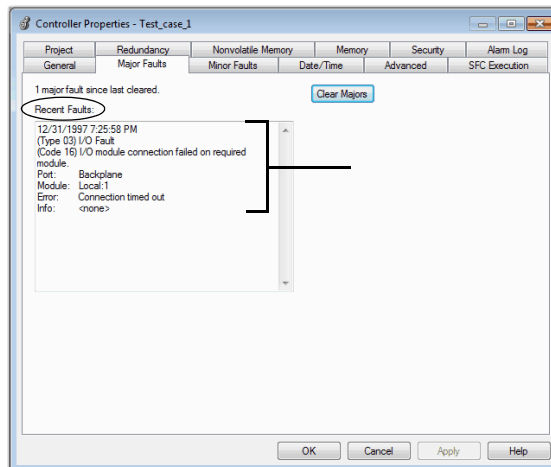 Controller Properties - Test_case_1
Project Redundancy Nonvolatile Memory Memory Security Alarm Log
General Major Faults Minor Faults Date/Time Advanced SFC Execution
1 major fault since last cleared.
Clear Majors
Recent Faults:
12/31/1997 7:25:58 PM
(Type 03) I/O Fault
(Code 16) I/O module connection failed on required
module.
Port: Backplane
Module: Local:1
Error: Connection timed out
Info: <none>
OK Cancel Apply Help